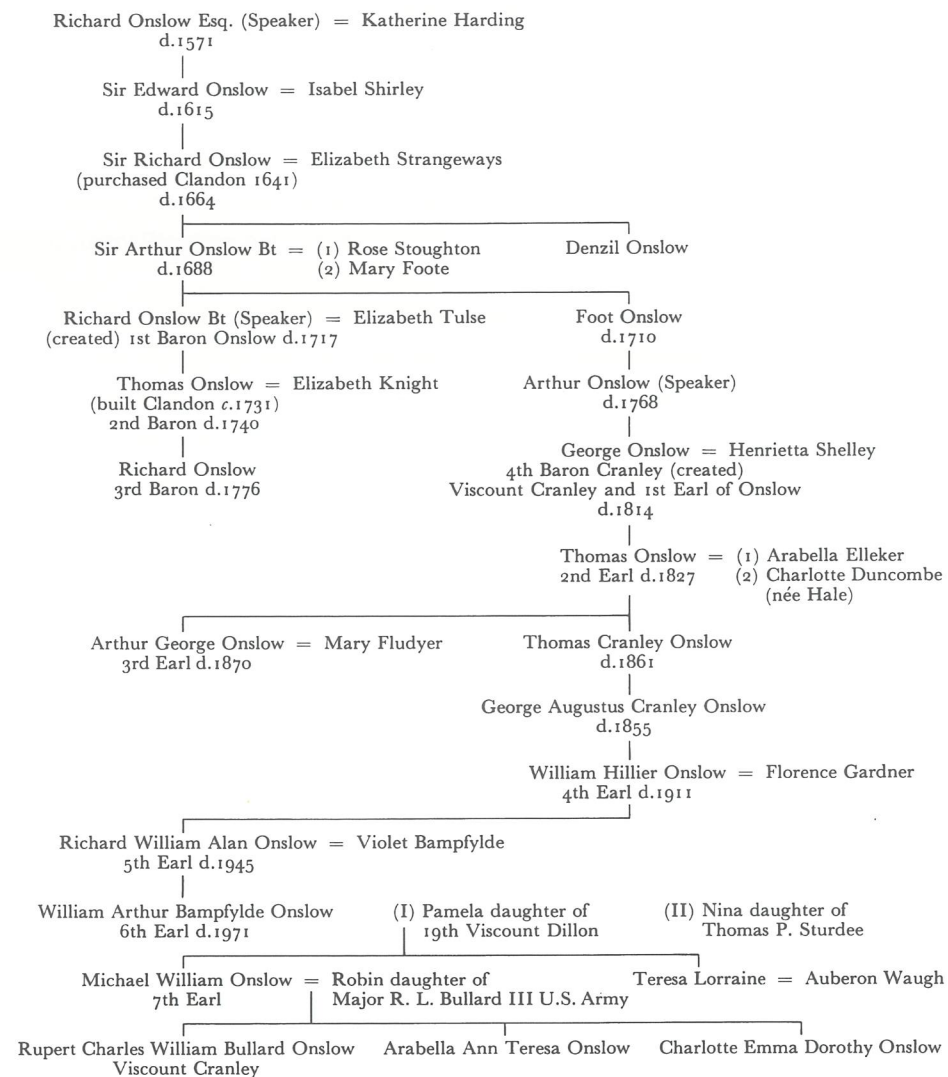 Richard Onslow Esq. (Speaker) = Katherine Harding
d.1571
Sir Edward Onslow = Isabel Shirley
d.1615
Sir Richard Onslow = Elizabeth Strangeways
(purchased Clandon 1641)
d.1664
Sir Arthur Onslow Bt = (1) Rose Stoughton
d.1688 (2) Mary Foote
Denzil Onslow
Richard Onslow Bt (Speaker) = Elizabeth Tulse
(created) 1st Baron Onslow d.1717
Foot Onslow
d.1710
Thomas Onslow = Elizabeth Knight
(built Clandon c.1731)
2nd Baron d.1740
Arthur Onslow (Speaker)
d.1768
Richard Onslow
3rd Baron d.1776
George Onslow = Henrietta Shelley
4th Baron Cranley (created)
Viscount Cranley and 1st Earl of Onslow
d.1814
Thomas Onslow = (1) Arabella Elleker
2nd Earl d.1827 (2) Charlotte Duncombe
(née Hale)
Arthur George Onslow = Mary Fludyer
3rd Earl d.1870
Thomas Cranley Onslow
d.1861
George Augustus Cranley Onslow
d.1855
William Hillier Onslow = Florence Gardner
4th Earl d.1911
Richard William Alan Onslow = Violet Bampfylde
5th Earl d.1945
William Arthur Bampfylde Onslow
6th Earl d.1971
(I) Pamela daughter of
19th Viscount Dillon
(II) Nina daughter of
Thomas P. Sturdee
Michael William Onslow = Robin daughter of
7th Earl Major R. L. Bullard III U.S. Army
Teresa Lorraine = Auberon Waugh
Rupert Charles William Bullard Onslow
Viscount Cranley
Arabella Ann Teresa Onslow
Charlotte Emma Dorothy Onslow